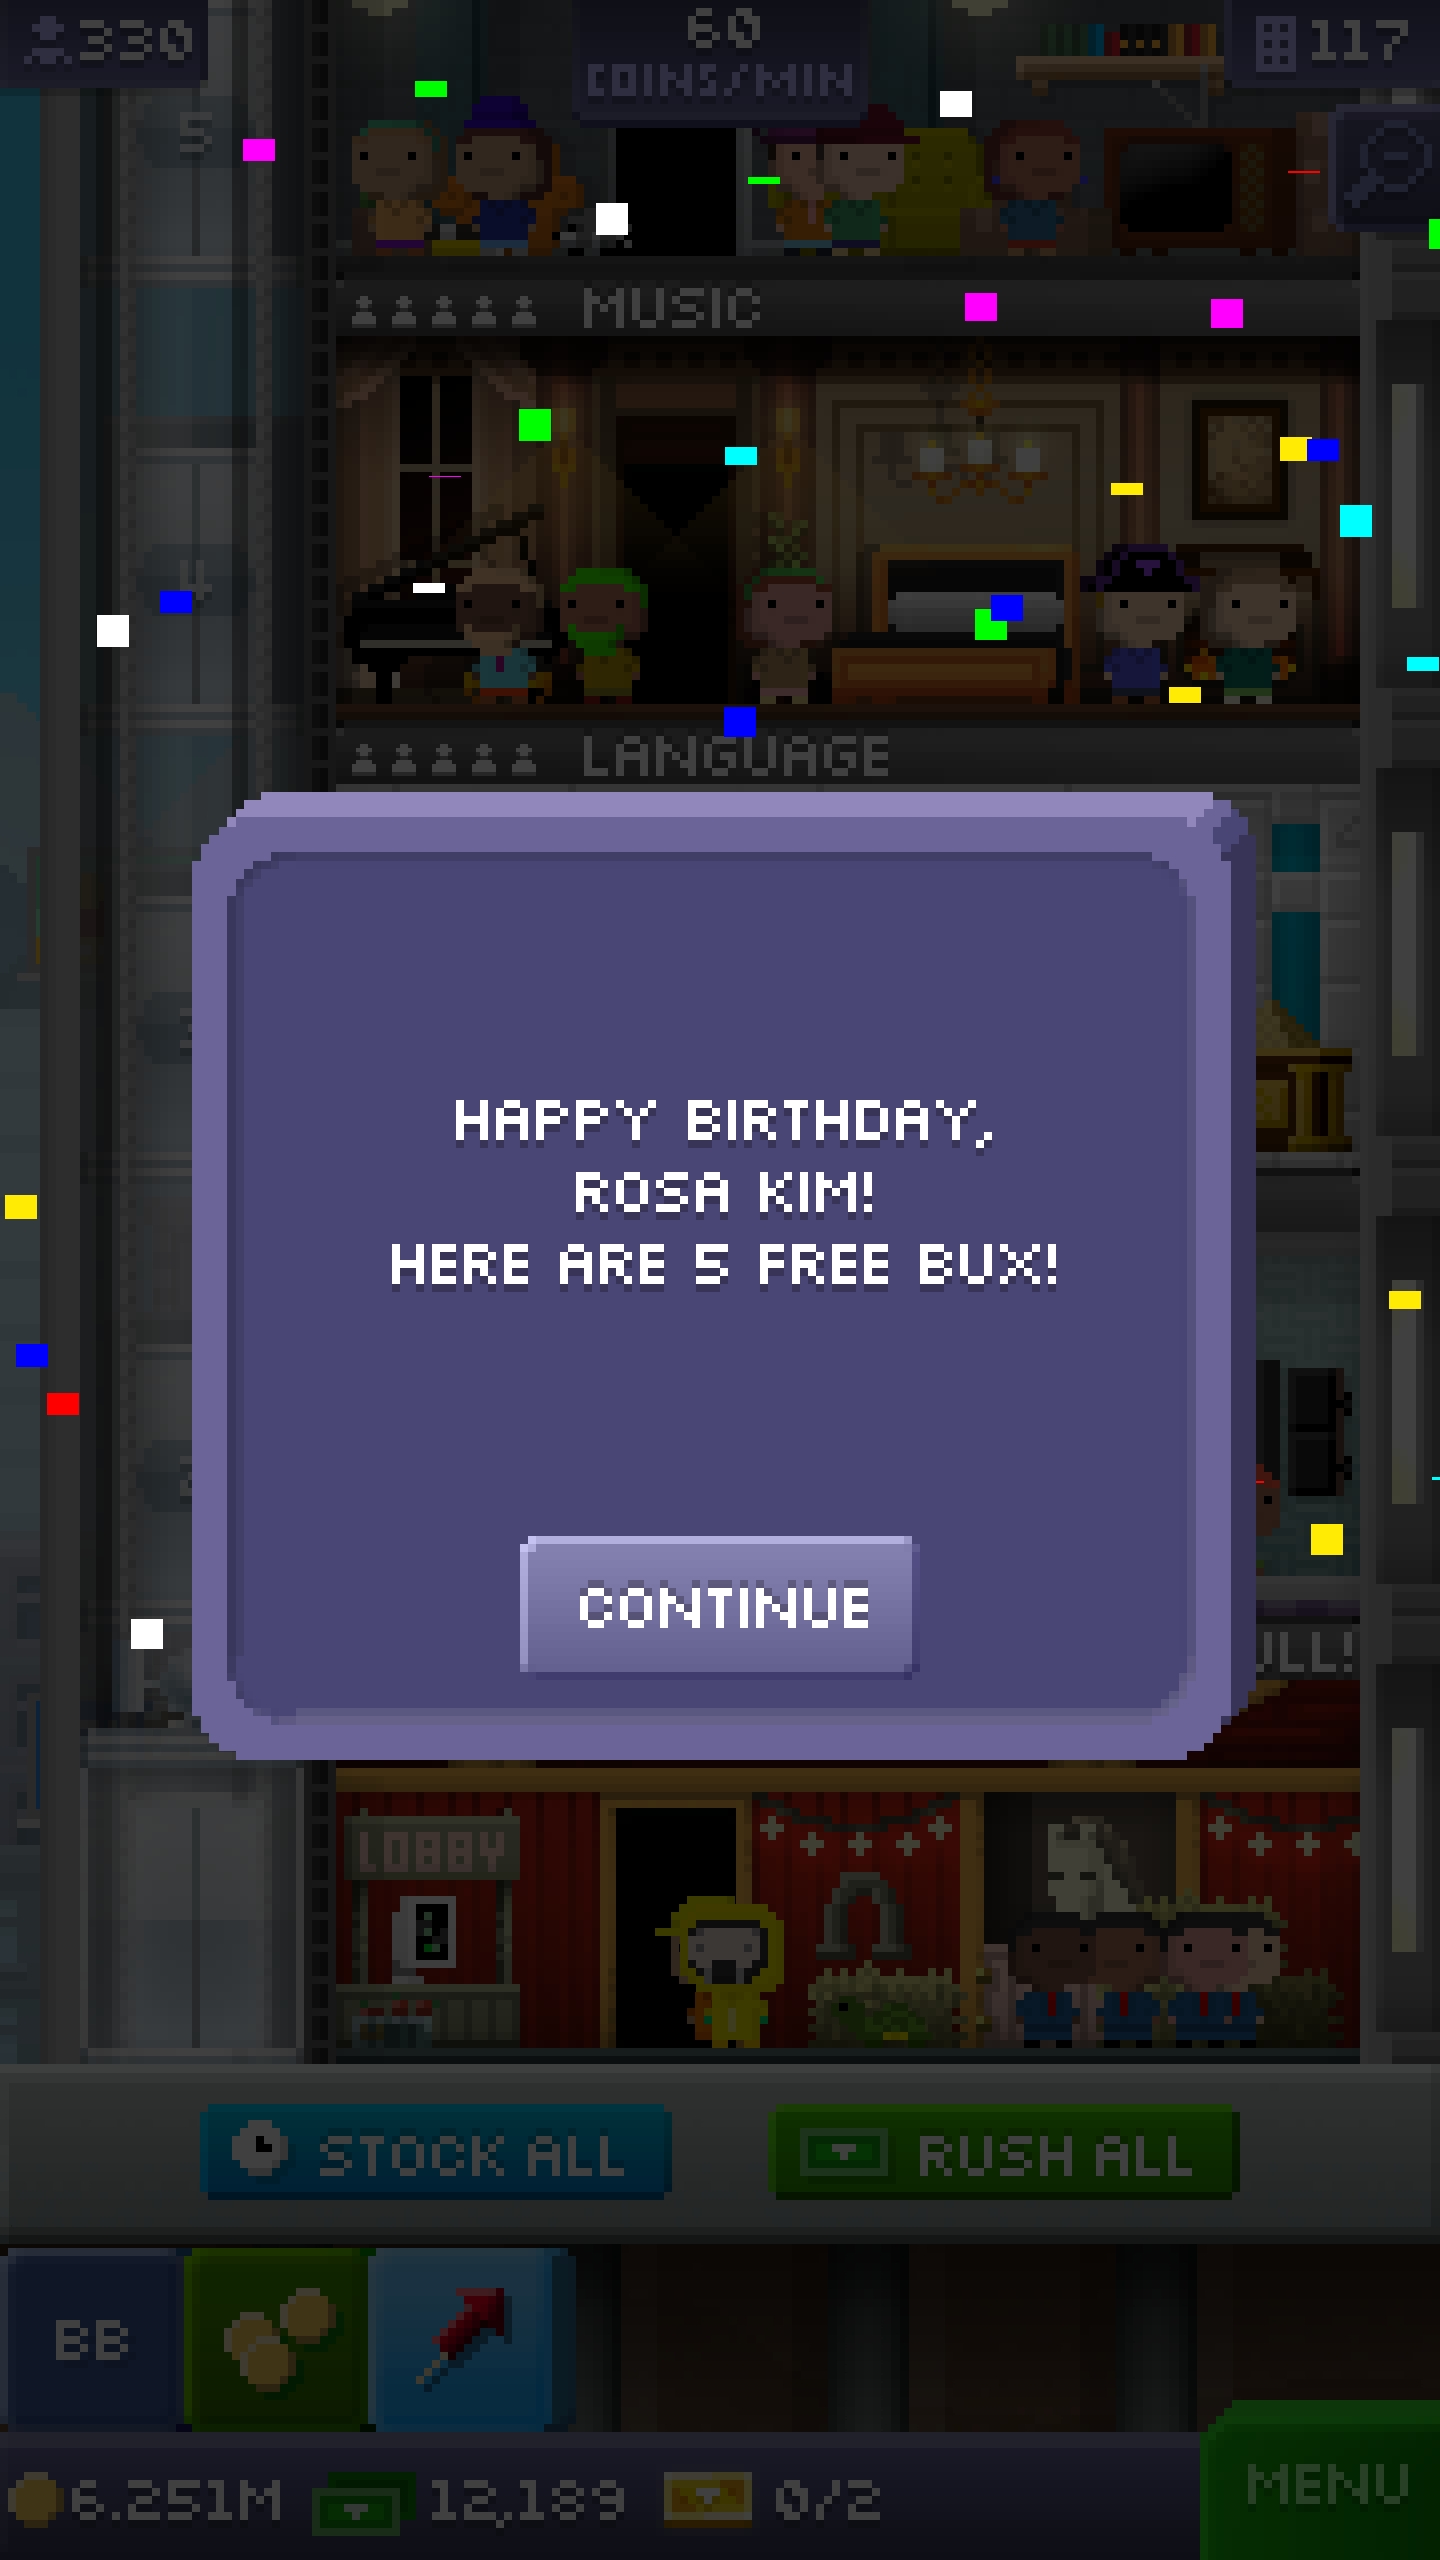 330
60
COINS/MIN
117
5
MUSIC
4
LANGUAGE
HAPPY BIRTHDAY,
ROSA KIM!
HERE ARE 5 FREE BUX!
CONTINUE
ULL!
LOBBY
STOCK ALL
RUSH ALL
BB
6.251M
12,189
0/2
MENU